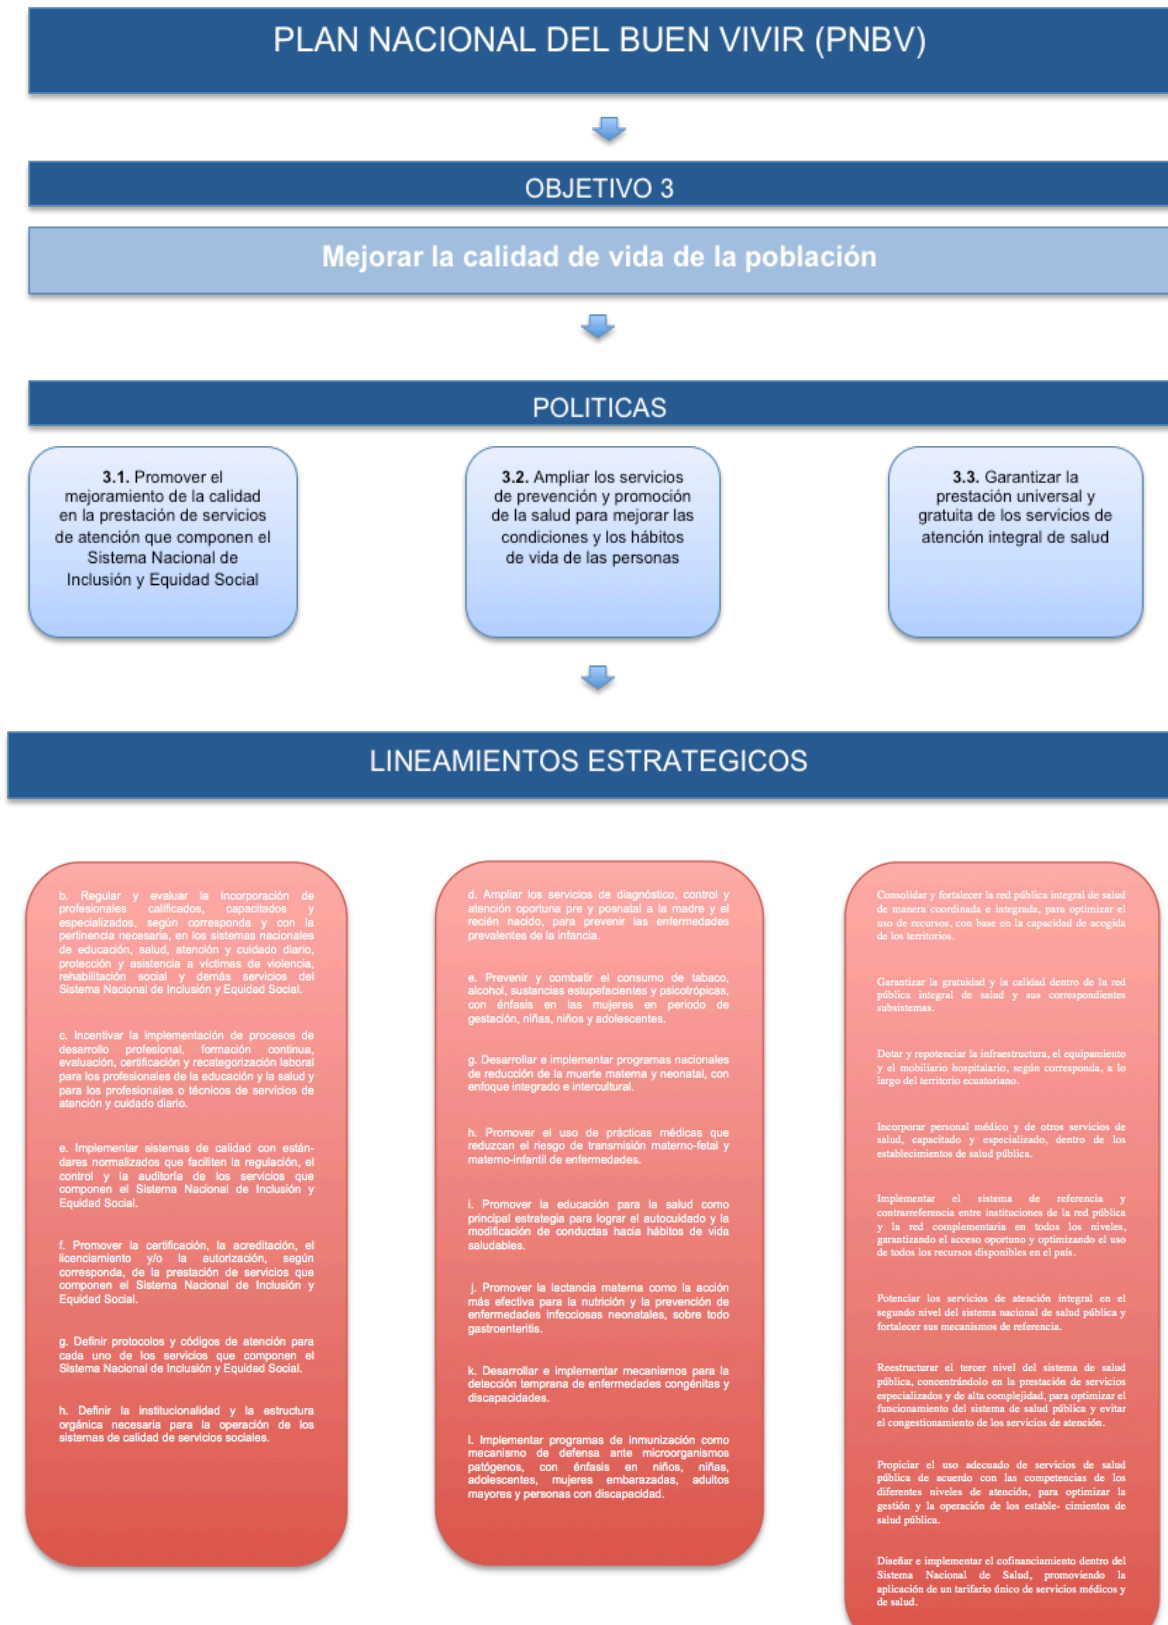 PLAN NACIONAL DEL BUEN VIVIR (PNBV)
OBJETIVO 3
Mejorar la calidad de vida de la población
POLITICAS
3.1. Promover el
mejoramiento de la calidad
en la prestación de servicios
de atención que componen el
Sistema Nacional de
Inclusión y Equidad Social
3.2. Ampliar los servicios
de prevención y promoción
de la salud para mejorar las
condiciones y los hábitos
de vida de las personas
3.3. Garantizar la
prestación universal y
gratuita de los servicios de
atención integral de salud
LINEAMIENTOS ESTRATEGICOS
b. Regular y evaluar la incorporación de
profesionales calificados, capacitados y
especializados, según corresponda y con la
pertinencia necesaria, en los sistemas nacionales
de educación, salud, atención y cuidado diario,
protección y asistencia a víctimas de violencia,
rehabilitación social y demás servicios del
Sistema Nacional de Inclusión y Equidad Social.
c. Incentivar la implementación de procesos de
desarrollo profesional, formación continua,
evaluación, certificación y recategorización laboral
para los profesionales de la educación y la salud y
para los profesionales o técnicos de servicios de
atención y cuidado diario.
e. Implementar sistemas de calidad con están-
dares normalizados que faciliten la regulación, el
control y la auditoría de los servicios que
componen el Sistema Nacional de Inclusión y
Equidad Social.
f. Promover la certificación, la acreditación, el
licenciamiento y/o la autorización, según
corresponda, de la prestación de servicios que
componen el Sistema Nacional de Inclusión y
Equidad Social.
g. Definir protocolos y códigos de atención para
cada uno de los servicios que componen el
Sistema Nacional de Inclusión y Equidad Social.
h. Definir la institucionalidad y la estructura
orgánica necesaria para la operación de los
sistemas de calidad de servicios sociales.
d. Ampliar los servicios de diagnóstico, control y
atención oportuna pre y posnatal a la madre y el
recién nacido, para prevenir las enfermedades
prevalentes de la infancia.
e. Prevenir y combatir el consumo de tabaco,
alcohol, sustancias estupefacientes y psicotrópicas,
con énfasis en las mujeres en periodo de
gestación, niñas, niños y adolescentes.
g. Desarrollar e implementar programas nacionales
de reducción de la muerte materna y neonatal, con
enfoque integrado e intercultural.
h. Promover el uso de prácticas médicas que
reduzcan el riesgo de transmisión materno-fetal y
materno-infantil de enfermedades.
i. Promover la educación para la salud como
principal estrategia para lograr el autocuidado y la
modificación de conductas hacia hábitos de vida
saludables.
j. Promover la lactancia materna como la acción
más efectiva para la nutrición y la prevención de
enfermedades infecciosas neonatales, sobre todo
gastroenteritis.
k. Desarrollar e implementar mecanismos para la
detección temprana de enfermedades congénitas y
discapacidades.
l. Implementar programas de inmunización como
mecanismo de defensa ante microorganismos
patógenos, con énfasis en niños, niñas,
adolescentes, mujeres embarazadas, adultos
mayores y personas con discapacidad.
Consolidar y fortalecer la red pública integral de salud
de manera coordinada e integrada, para optimizar el
uso de recursos, con base en la capacidad de acogida
de los territorios.
Garantizar la gratuidad y la calidad dentro de la red
pública integral de salud y sus correspondientes
subsistemas.
Dotar y repotenciar la infraestructura, el equipamiento
y el mobiliario hospitalario, según corresponda, a lo
largo del territorio ecuatoriano.
Incorporar personal médico y de otros servicios de
salud, capacitado y especializado, dentro de los
establecimientos de salud pública.
Implementar el sistema de referencia y
contrarreferencia entre instituciones de la red pública
y la red complementaria en todos los niveles,
garantizando el acceso oportuno y optimizando el uso
de todos los recursos disponibles en el país.
Potenciar los servicios de atención integral en el
segundo nivel del sistema nacional de salud pública y
fortalecer sus mecanismos de referencia.
Reestructurar el tercer nivel del sistema de salud
pública, concentrándolo en la prestación de servicios
especializados y de alta complejidad, para optimizar el
funcionamiento del sistema de salud pública y evitar
el congestionamiento de los servicios de atención.
Propiciar el uso adecuado de servicios de salud
pública de acuerdo con las competencias de los
diferentes niveles de atención, para optimizar la
gestión y la operación de los estable- cimientos de
salud pública.
Diseñar e implementar el cofinanciamiento dentro del
Sistema Nacional de Salud, promoviendo la
aplicación de un tarifario único de servicios médicos y
de salud.